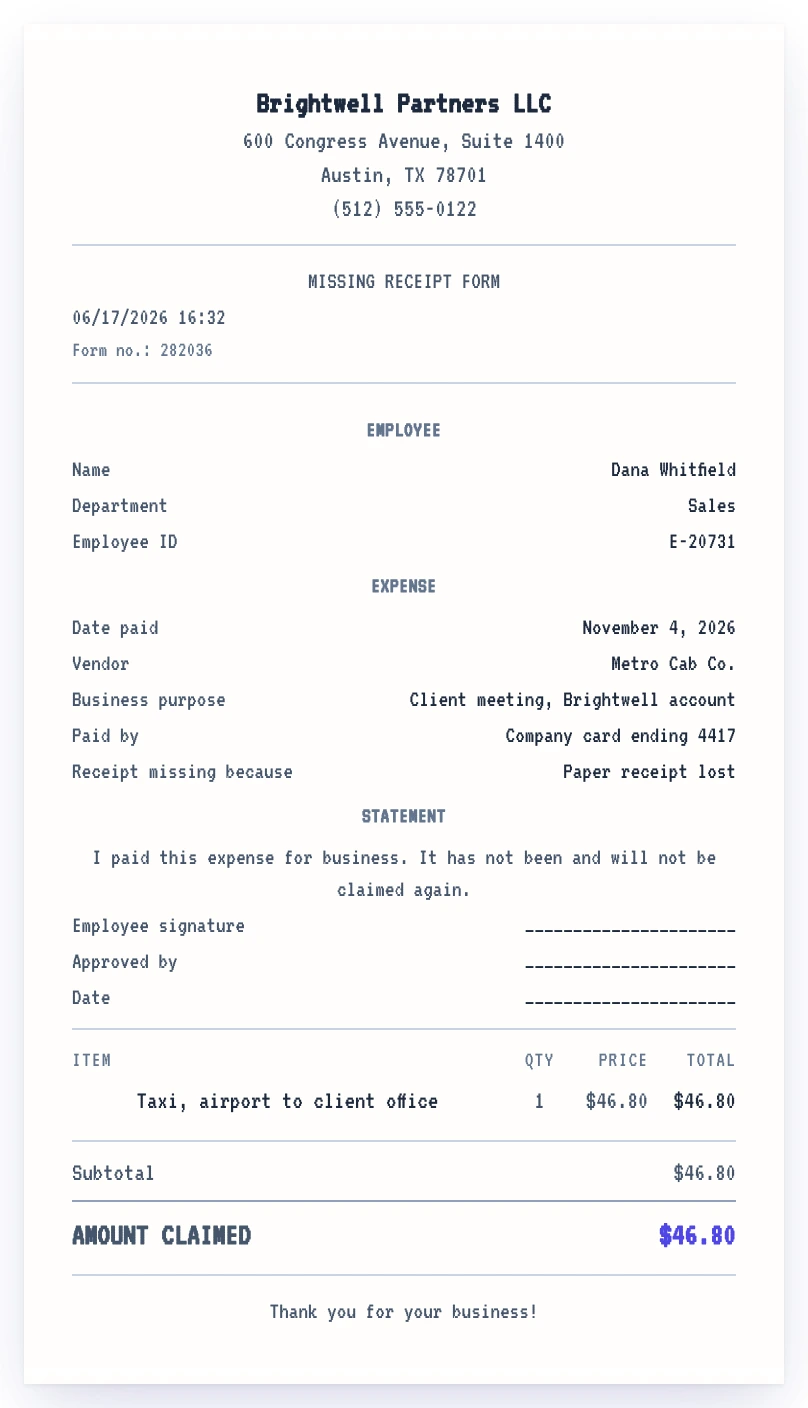 Brightwell Partners LLC
600 Congress Avenue, Suite 1400
Austin, TX 78701
(512) 555-0122
MISSING RECEIPT FORM
06/17/2026 16:32
Form no.: 282036
EMPLOYEE
Name Dana Whitfield
Department Sales
Employee ID E-20731
EXPENSE
Date paid November 4, 2026
Vendor Metro Cab Co.
Business purpose Client meeting, Brightwell account
Paid by Company card ending 4417
Receipt missing because Paper receipt lost
STATEMENT
I paid this expense for business. It has not been and will not be
claimed again.
Employee signature ______________________
Approved by ______________________
Date ______________________
ITEM QTY PRICE TOTAL
Taxi, airport to client office 1 $46.80 $46.80
Subtotal $46.80
AMOUNT CLAIMED $46.80
Thank you for your business!